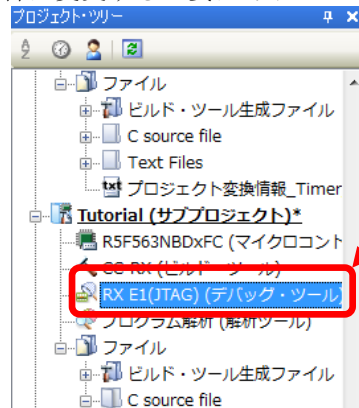 プロジェクト・ツリー
ファイル
ビルド・ツール生成ファイル
C source file
Text Files
プロジェクト変換情報_Timer
Tutorial (サブプロジェクト)*
R5F563NBDxFC (マイクロコント
CC-RX (ビルド・ツール)
RX E1(JTAG) (デバッグ・ツール)
プログラム解析 (解析ツール)
ファイル
ビルド・ツール生成ファイル
C source file